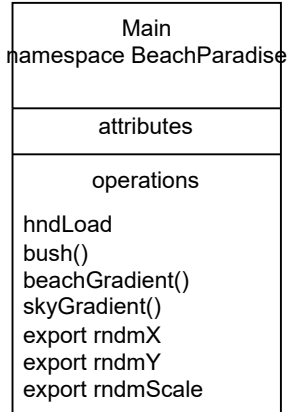 Main
namespace BeachParadise
attributes
operations
hndLoad
bush()
beachGradient()
skyGradient()
export rndmX
export rndmY
export rndmScale